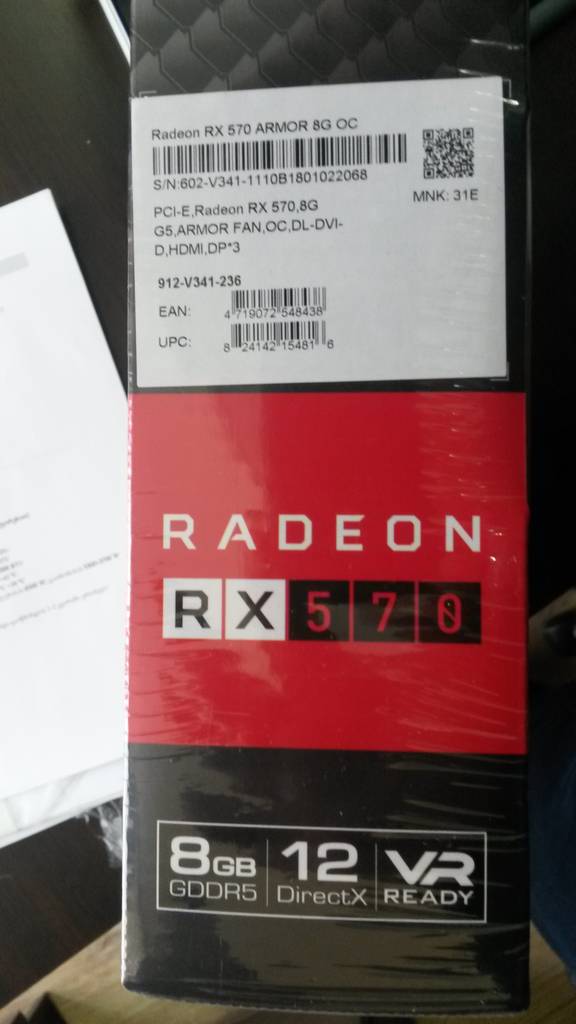 Radeon RX 570 ARMOR 8G OC
S/N:602-V341-1110B1801022068
MNK: 31E
PCI-E,Radeon RX 570,8G
G5,ARMOR FAN,OC,DL-DVI-
D,HDMI,DP*3
912-V341-236
EAN: 4 719072 548438
UPC: 8 24142 15481 6
RADEON
RX 570
8GB GDDR5
12 DirectX
VR READY